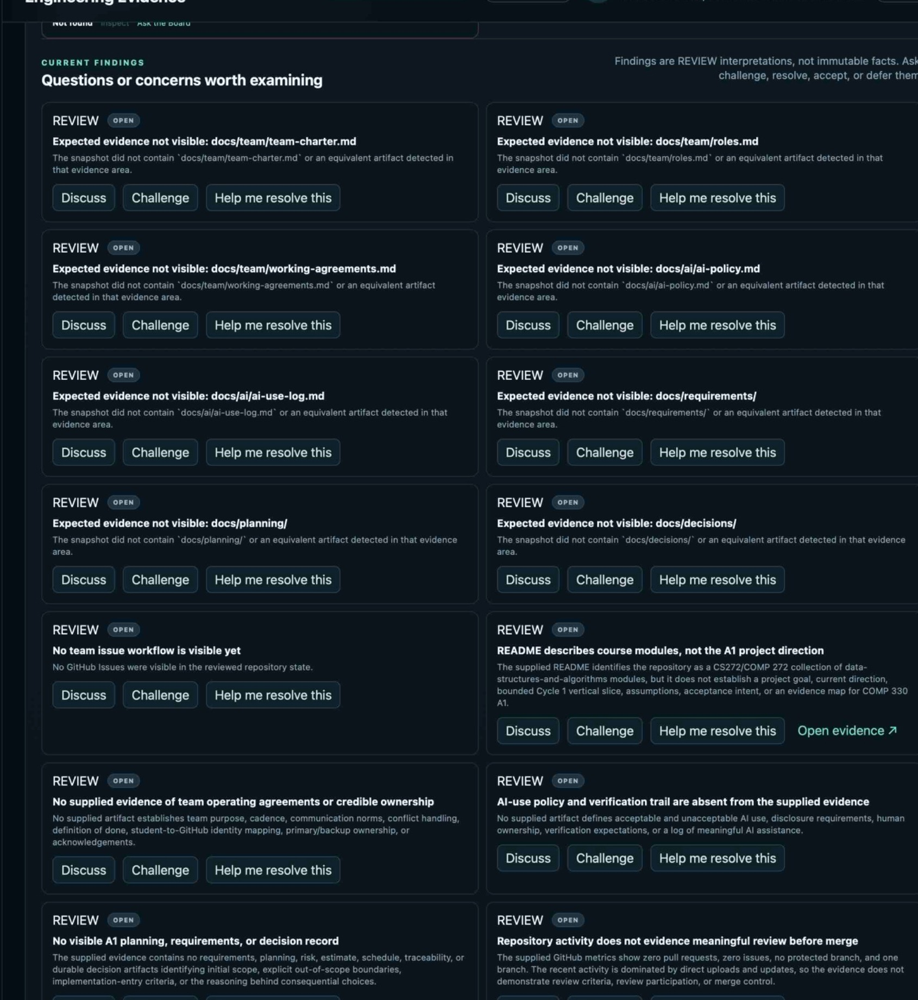 Engineering Evidence
Not found Inspect Ask the Board
CURRENT FINDINGS
Questions or concerns worth examining
Findings are REVIEW interpretations, not immutable facts. Ask
challenge, resolve, accept, or defer them
REVIEW OPEN
Expected evidence not visible: docs/team/team-charter.md
The snapshot did not contain `docs/team/team-charter.md` or an equivalent artifact detected in
that evidence area.
Discuss Challenge Help me resolve this
REVIEW OPEN
Expected evidence not visible: docs/team/roles.md
The snapshot did not contain `docs/team/roles.md` or an equivalent artifact detected in that
evidence area.
Discuss Challenge Help me resolve this
REVIEW OPEN
Expected evidence not visible: docs/team/working-agreements.md
The snapshot did not contain `docs/team/working-agreements.md` or an equivalent artifact
detected in that evidence area.
Discuss Challenge Help me resolve this
REVIEW OPEN
Expected evidence not visible: docs/ai/ai-policy.md
The snapshot did not contain `docs/ai/ai-policy.md` or an equivalent artifact detected in that
evidence area.
Discuss Challenge Help me resolve this
REVIEW OPEN
Expected evidence not visible: docs/ai/ai-use-log.md
The snapshot did not contain `docs/ai/ai-use-log.md` or an equivalent artifact detected in that
evidence area.
Discuss Challenge Help me resolve this
REVIEW OPEN
Expected evidence not visible: docs/requirements/
The snapshot did not contain `docs/requirements/` or an equivalent artifact detected in that
evidence area.
Discuss Challenge Help me resolve this
REVIEW OPEN
Expected evidence not visible: docs/planning/
The snapshot did not contain `docs/planning/` or an equivalent artifact detected in that evidence
area.
Discuss Challenge Help me resolve this
REVIEW OPEN
Expected evidence not visible: docs/decisions/
The snapshot did not contain `docs/decisions/` or an equivalent artifact detected in that evidence
area.
Discuss Challenge Help me resolve this
REVIEW OPEN
No team issue workflow is visible yet
No GitHub Issues were visible in the reviewed repository state.
Discuss Challenge Help me resolve this
REVIEW OPEN
README describes course modules, not the A1 project direction
The supplied README identifies the repository as a CS272/COMP 272 collection of data-
structures-and-algorithms modules, but it does not establish a project goal, current direction,
bounded Cycle 1 vertical slice, assumptions, acceptance intent, or an evidence map for COMP 330
A1.
Discuss Challenge Help me resolve this Open evidence ↗
REVIEW OPEN
No supplied evidence of team operating agreements or credible ownership
No supplied artifact establishes team purpose, cadence, communication norms, conflict handling,
definition of done, student-to-GitHub identity mapping, primary/backup ownership, or
acknowledgements.
Discuss Challenge Help me resolve this
REVIEW OPEN
AI-use policy and verification trail are absent from the supplied evidence
No supplied artifact defines acceptable and unacceptable AI use, disclosure requirements, human
ownership, verification expectations, or a log of meaningful AI assistance.
Discuss Challenge Help me resolve this
REVIEW OPEN
No visible A1 planning, requirements, or decision record
The supplied evidence contains no requirements, planning, risk, estimate, schedule, traceability, or
durable decision artifacts identifying initial scope, explicit out-of-scope boundaries,
implementation-entry criteria, or the reasoning behind consequential choices.
REVIEW OPEN
Repository activity does not evidence meaningful review before merge
The supplied GitHub metrics show zero pull requests, zero issues, no protected branch, and one
branch. The recent activity is dominated by direct uploads and updates, so the evidence does not
demonstrate review criteria, review participation, or merge control.